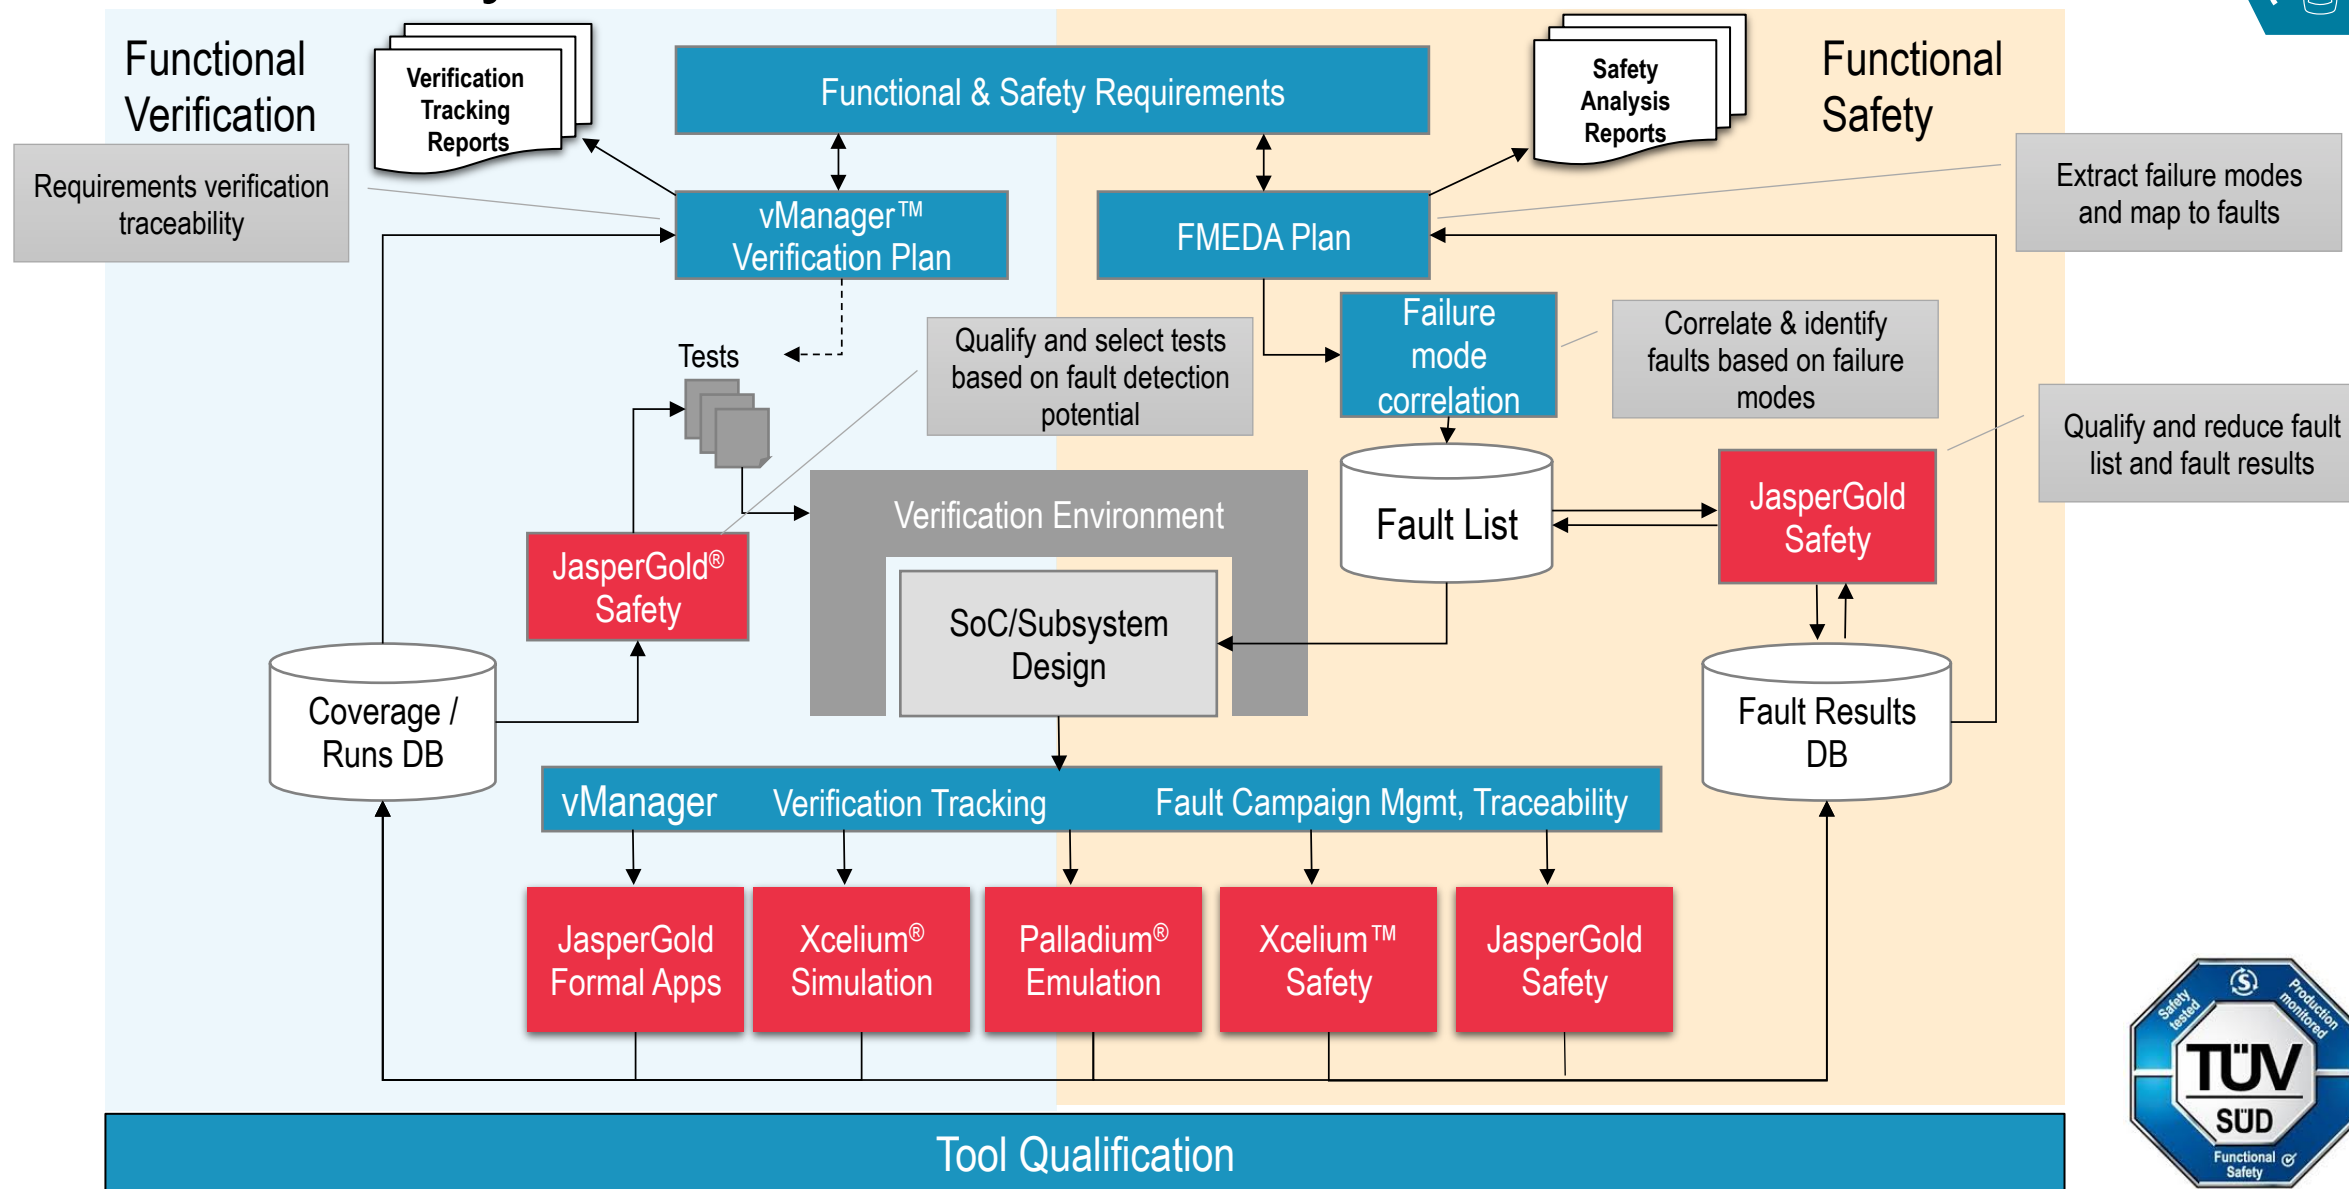 Functional
Verification
Verification
Tracking
Reports
Functional & Safety Requirements
Safety
Analysis
Reports
Functional
Safety
Requirements verification
traceability
vManager™
Verification Plan
FMEDA Plan
Extract failure modes
and map to faults
Tests
Qualify and select tests
based on fault detection
potential
Failure
mode
correlation
Correlate & identify
faults based on failure
modes
Qualify and reduce fault
list and fault results
Verification Environment
Fault List
JasperGold
Safety
JasperGold®
Safety
SoC/Subsystem
Design
Coverage /
Runs DB
Fault Results
DB
vManager
Verification Tracking
Fault Campaign Mgmt, Traceability
JasperGold
Formal Apps
Xcelium®
Simulation
Palladium®
Emulation
Xcelium™
Safety
JasperGold
Safety
Tool Qualification
Safety
tested
Production
monitored
TÜV
SÜD
Functional
Safety